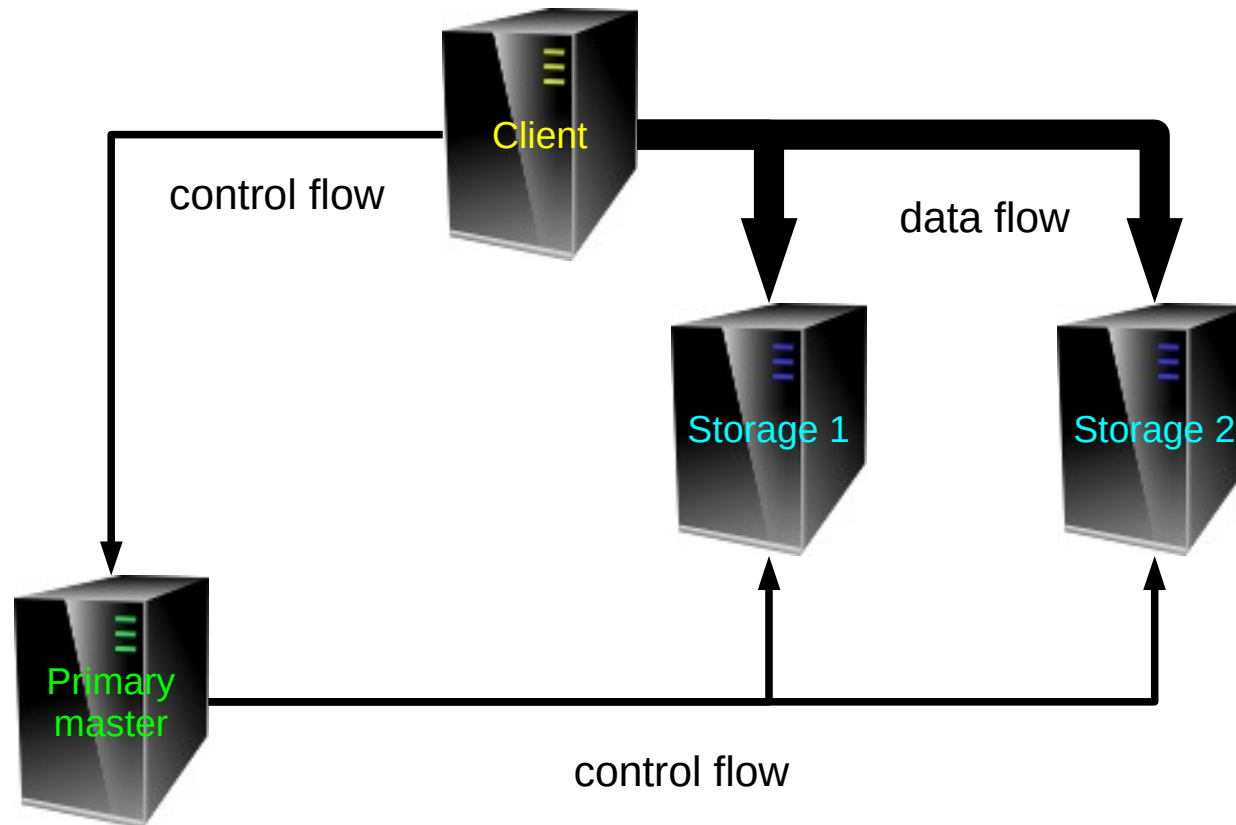 Client
control flow
data flow
Storage 1
Storage 2
Primary
master
control flow